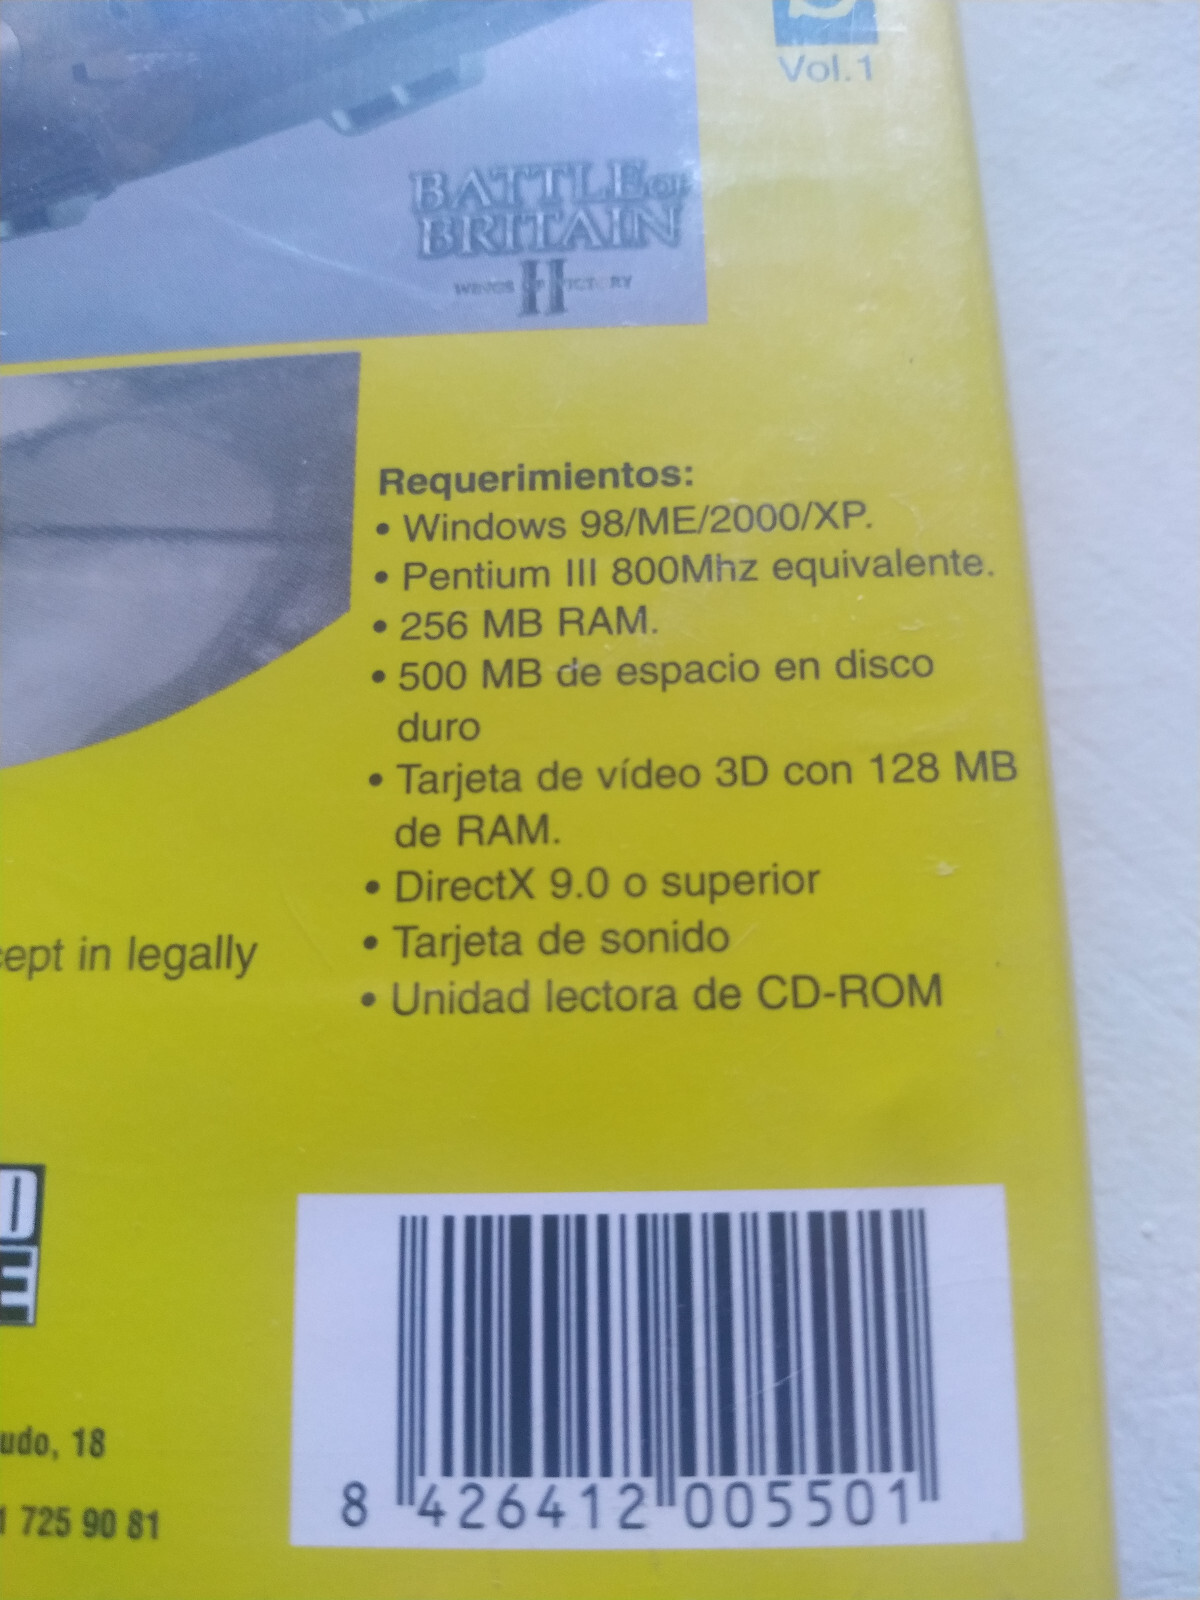 Vol.1
BATTLE OF
BRITAIN
II
WINGS OF VICTORY
Requerimientos:
• Windows 98/ME/2000/XP.
• Pentium III 800Mhz equivalente.
• 256 MB RAM.
• 500 MB de espacio en disco
duro
• Tarjeta de vídeo 3D con 128 MB
de RAM.
• DirectX 9.0 o superior
• Tarjeta de sonido
cept in legally
• Unidad lectora de CD-ROM
udo, 18
1 725 90 81
8 426412 005501